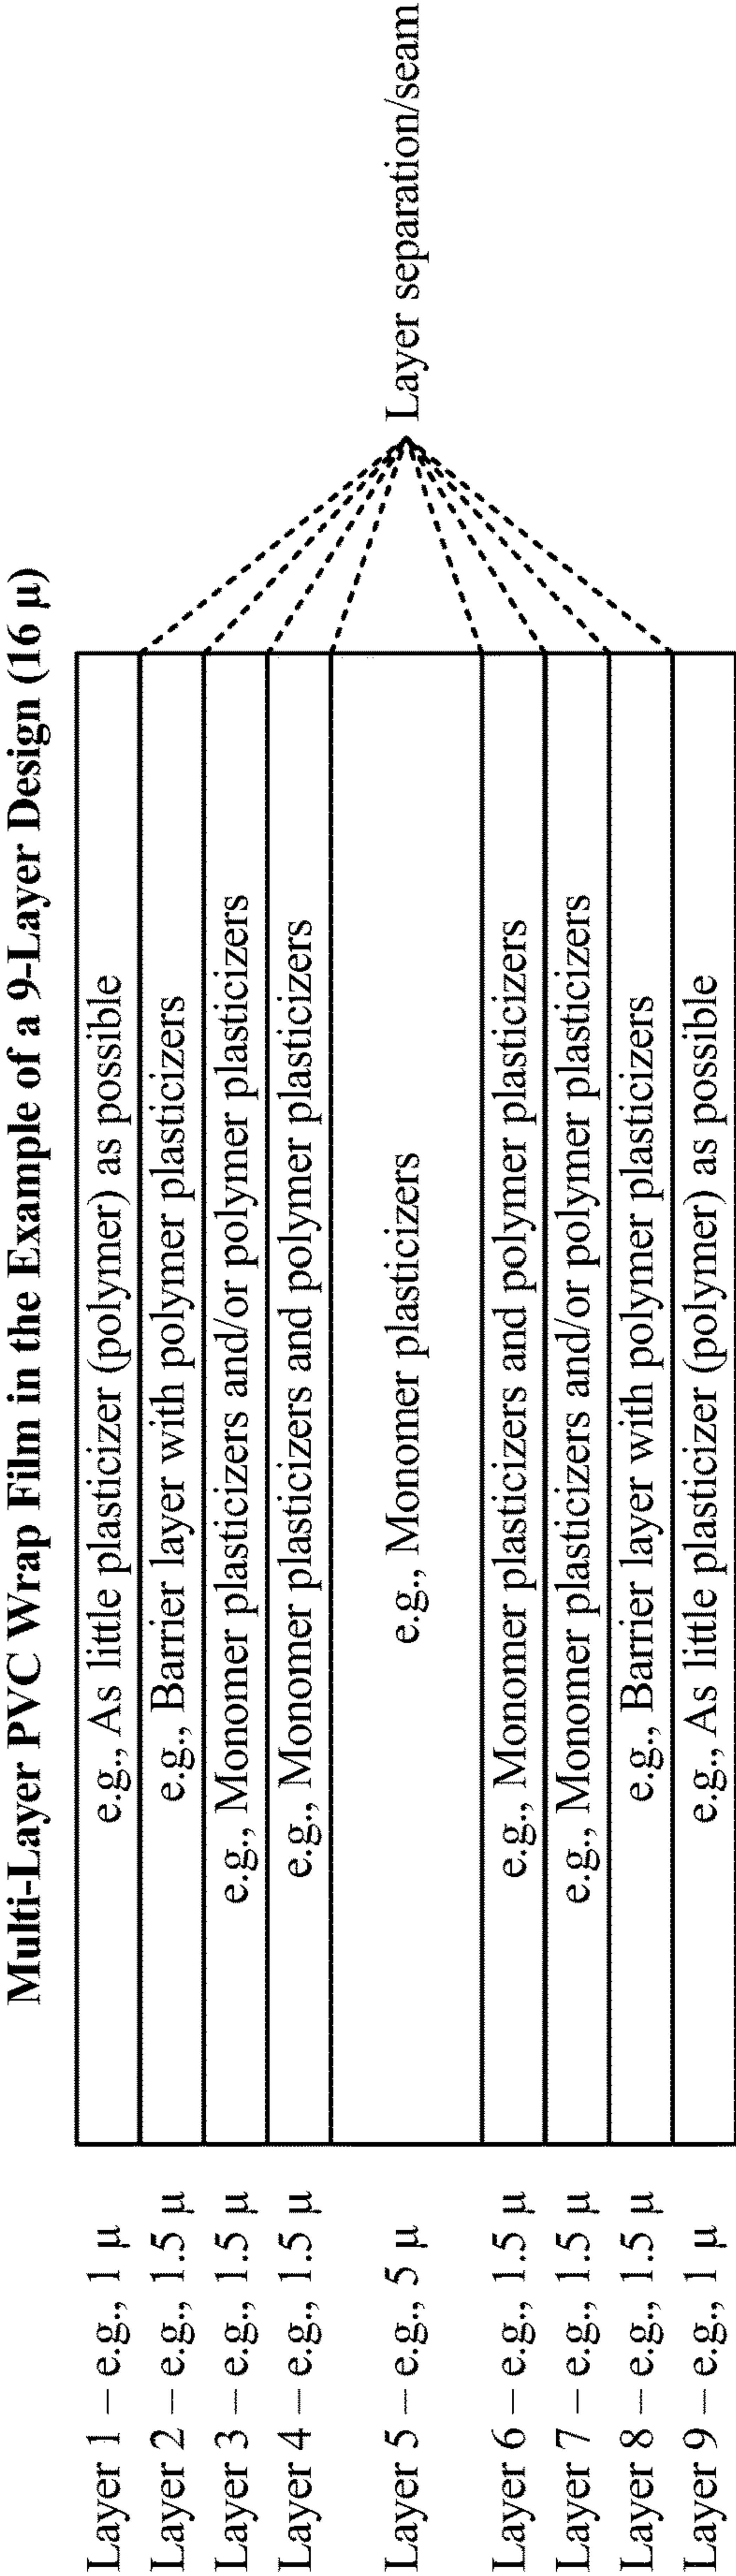 Multi-Layer PVC Wrap Film in the Example of a 9-Layer Design (16 µ)
Layer 1 – e.g., 1 µ
e.g., As little plasticizer (polymer) as possible
Layer 2 – e.g., 1.5 µ
e.g., Barrier layer with polymer plasticizers
Layer 3 – e.g., 1.5 µ
e.g., Monomer plasticizers and/or polymer plasticizers
Layer 4 – e.g., 1.5 µ
e.g., Monomer plasticizers and polymer plasticizers
Layer 5 – e.g., 5 µ
e.g., Monomer plasticizers
Layer separation/seam
Layer 6 – e.g., 1.5 µ
e.g., Monomer plasticizers and polymer plasticizers
Layer 7 – e.g., 1.5 µ
e.g., Monomer plasticizers and/or polymer plasticizers
Layer 8 – e.g., 1.5 µ
e.g., Barrier layer with polymer plasticizers
Layer 9 – e.g., 1 µ
e.g., As little plasticizer (polymer) as possible